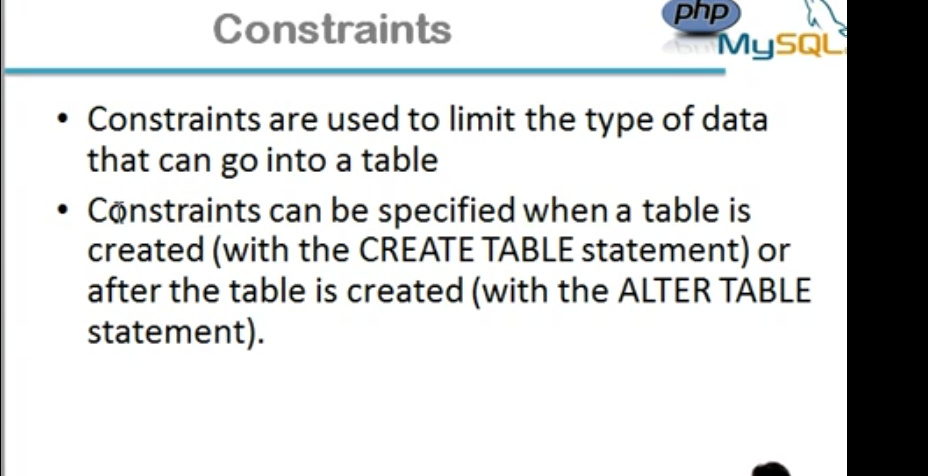 Constraints
php
MySQL
• Constraints are used to limit the type of data
that can go into a table
• Constraints can be specified when a table is
created (with the CREATE TABLE statement) or
after the table is created (with the ALTER TABLE
statement).